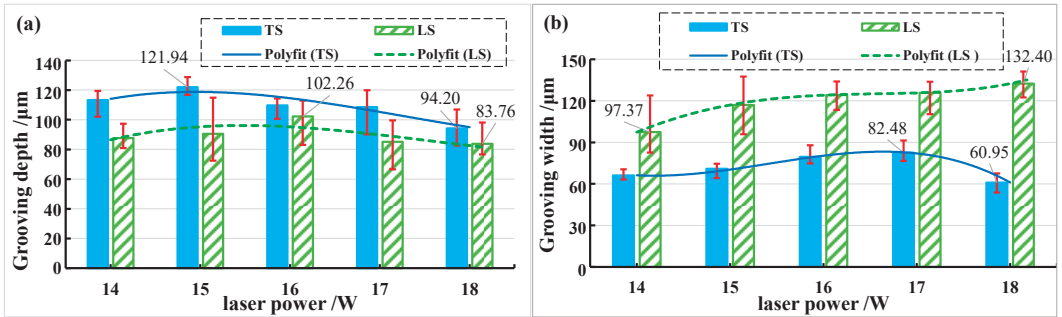 (a)
TS
LS
Polyfit (TS)
Polyfit (LS)
Grooving depth /μm
140
120
100
80
60
40
20
0
121.94
102.26
94.20
83.76
14
15
16
17
18
laser power /W
(b)
TS
LS
Polyfit (TS)
Polyfit (LS )
Grooving width /μm
150
120
90
60
30
0
97.37
82.48
132.40
60.95
14
15
16
17
18
laser power /W